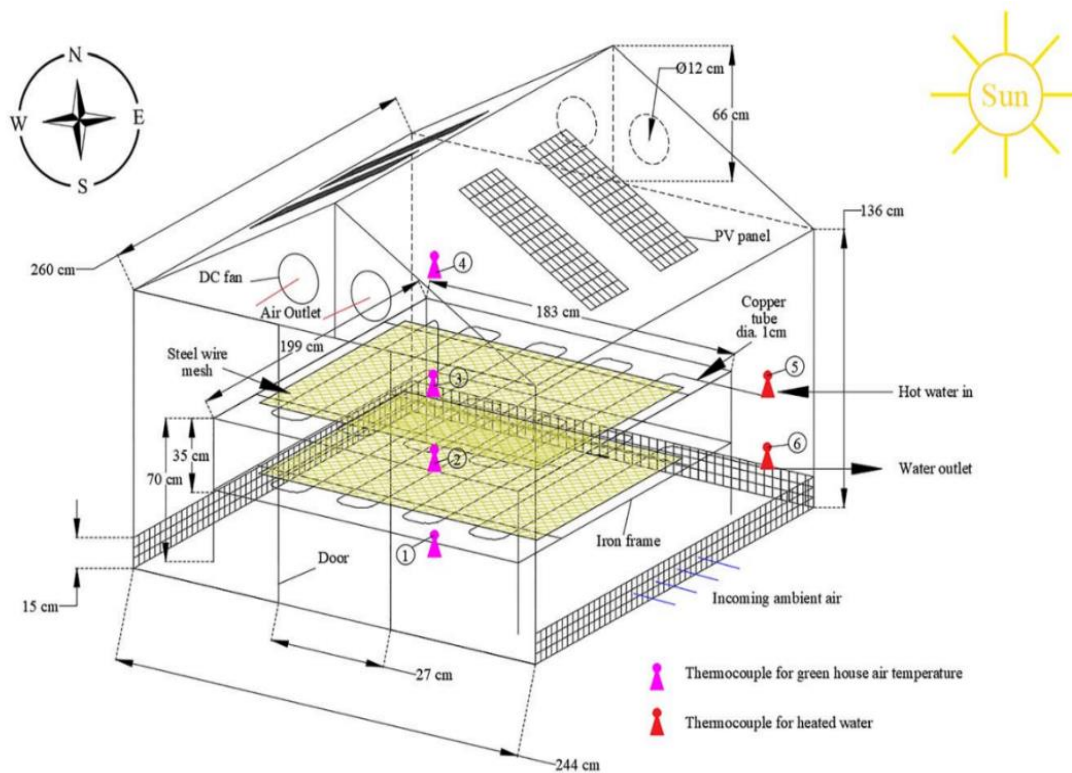 N
W
E
S
Sun
Ø12 cm
66 cm
136 cm
PV panel
260 cm
DC fan
Air Outlet
④
183 cm
Copper
tube
dia. 1cm
199 cm
Steel wire
mesh
③
⑤
Hot water in
35 cm
70 cm
②
⑥
Water outlet
①
Iron frame
Door
15 cm
Incoming ambient air
27 cm
Thermocouple for green house air temperature
Thermocouple for heated water
244 cm